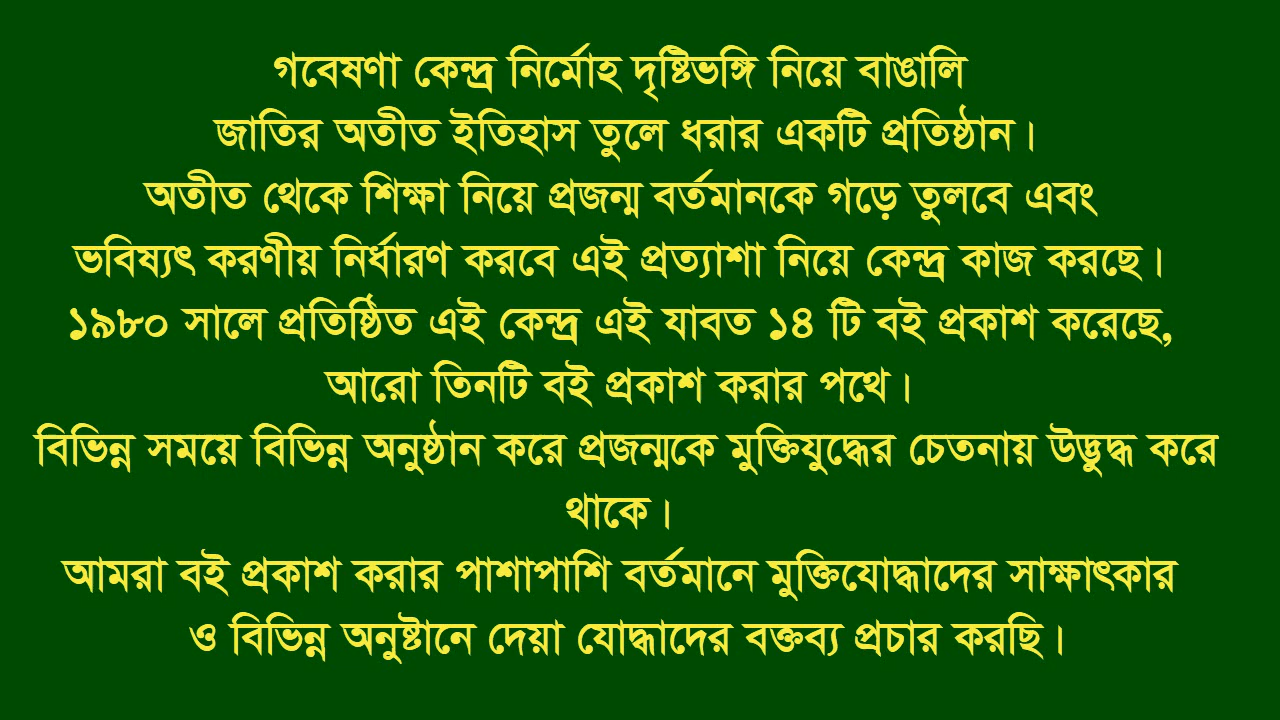 গবেষণা কেন্দ্র নির্মোহ দৃষ্টিভঙ্গি নিয়ে বাঙালি
জাতির অতীত ইতিহাস তুলে ধরার একটি প্রতিষ্ঠান।
অতীত থেকে শিক্ষা নিয়ে প্রজন্ম বর্তমানকে গড়ে তুলবে এবং
ভবিষ্যৎ করণীয় নির্ধারণ করবে এই প্রত্যাশা নিয়ে কেন্দ্র কাজ করছে।
১৯৮০ সালে প্রতিষ্ঠিত এই কেন্দ্র এই যাবত ১৪ টি বই প্রকাশ করেছে,
আরো তিনটি বই প্রকাশ করার পথে।
বিভিন্ন সময়ে বিভিন্ন অনুষ্ঠান করে প্রজন্মকে মুক্তিযুদ্ধের চেতনায় উদ্ভুদ্ধ করে
থাকে।
আমরা বই প্রকাশ করার পাশাপাশি বর্তমানে মুক্তিযোদ্ধাদের সাক্ষাৎকার
ও বিভিন্ন অনুষ্টানে দেয়া যোদ্ধাদের বক্তব্য প্রচার করছি।